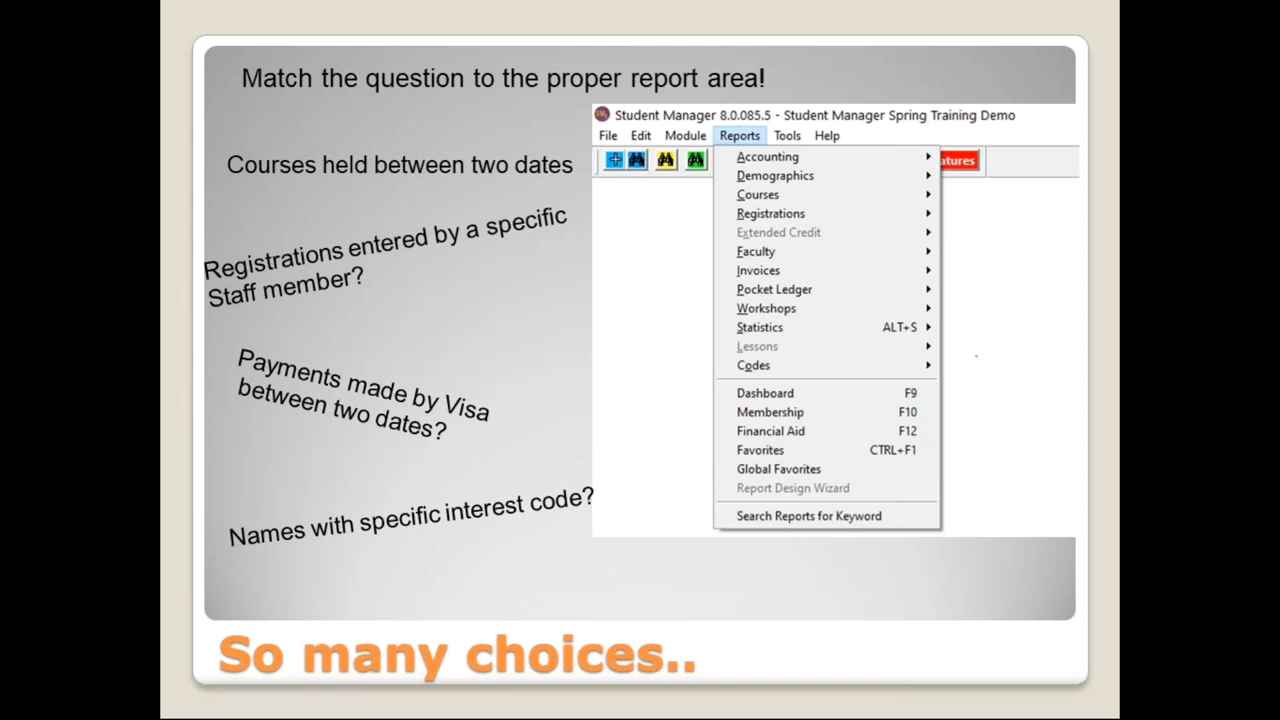 Match the question to the proper report area!
Courses held between two dates
Registrations entered by a specific
Staff member?
Payments made by Visa
between two dates?
Names with specific interest code?
Student Manager 8.0.085.5 - Student Manager Spring Training Demo
File Edit Module Reports Tools Help
atures
Accounting
Demographics
Courses
Registrations
Extended Credit
Faculty
Invoices
Pocket Ledger
Workshops
Statistics ALT+S
Lessons
Codes
Dashboard F9
Membership F10
Financial Aid F12
Favorites CTRL+F1
Global Favorites
Report Design Wizard
Search Reports for Keyword
So many choices..